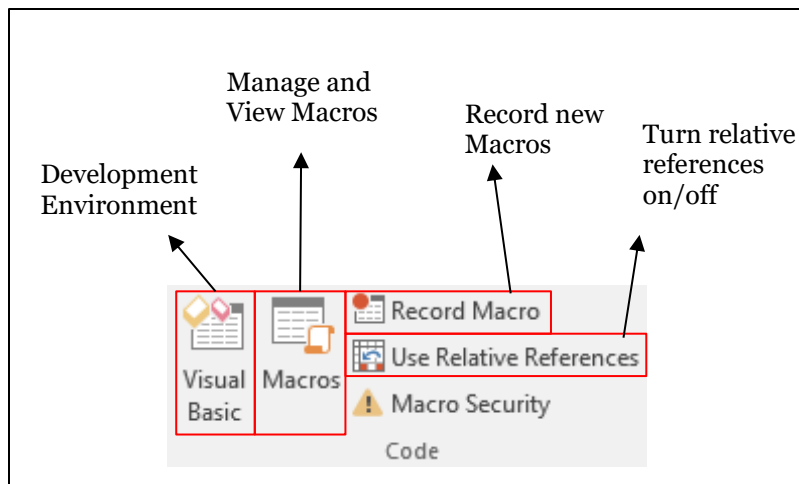 Manage and
View Macros
Record new
Macros
Turn relative
references
on/off
Development
Environment
Record Macro
Use Relative References
Visual
Basic
Macros
Macro Security
Code